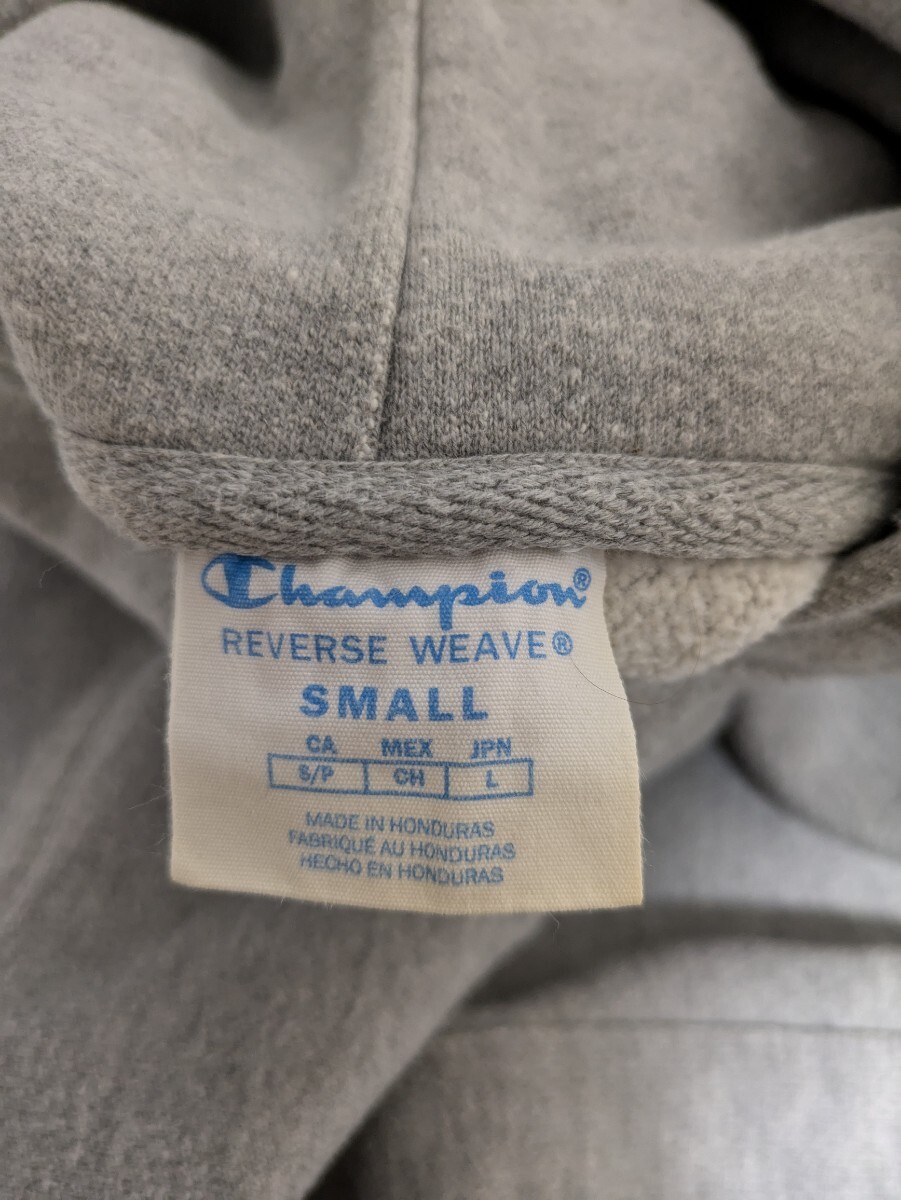 Champion®
REVERSE WEAVE®
SMALL
CA MEX JPN
S/P CH L
MADE IN HONDURAS
FABRIQUÉ AU HONDURAS
HECHO EN HONDURAS